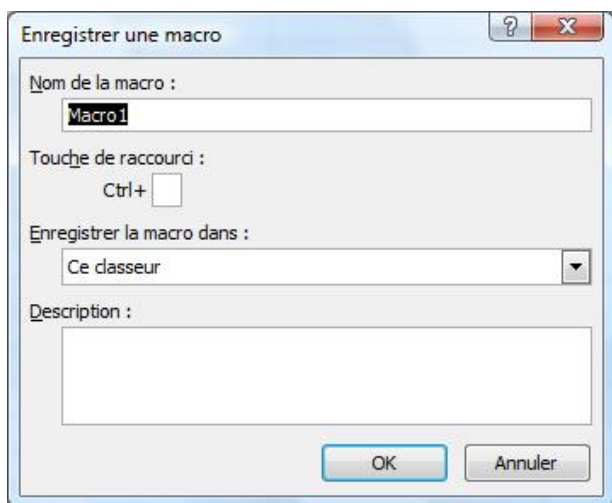 Enregistrer une macro
Nom de la macro :
Macro1
Touche de raccourci :
Ctrl+
Enregistrer la macro dans :
Ce classeur
Description :
OK Annuler